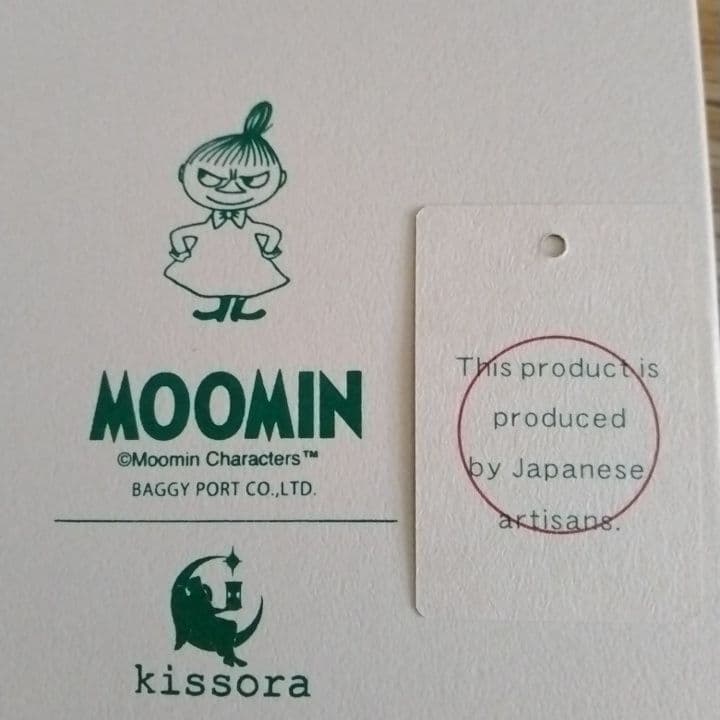 MOOMIN
©Moomin Characters™
BAGGY PORT CO.,LTD.
kissora
This product is
produced
by Japanese
artisans.